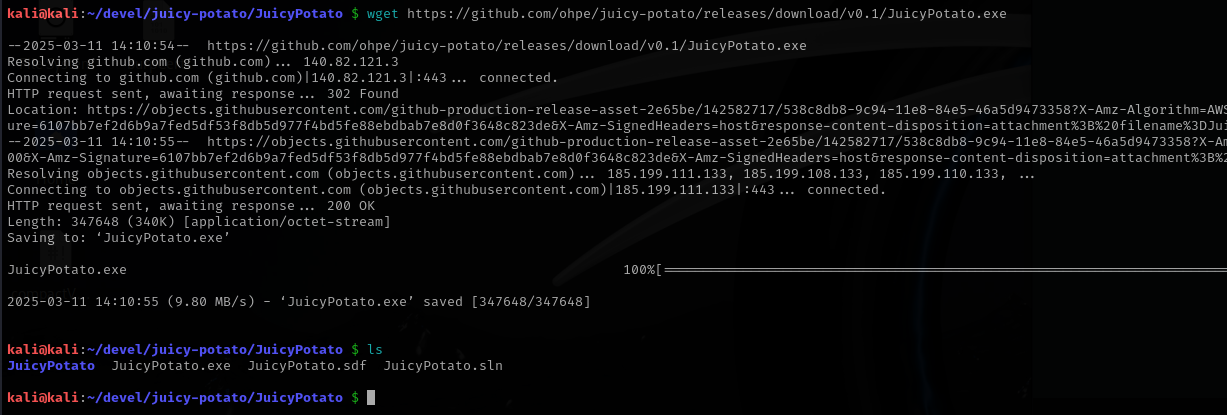 kali@kali:~/devel/juicy-potato/JuicyPotato $ wget https://github.com/ohpe/juicy-potato/releases/download/v0.1/JuicyPotato.exe
--2025-03-11 14:10:54--  https://github.com/ohpe/juicy-potato/releases/download/v0.1/JuicyPotato.exe
Resolving github.com (github.com)... 140.82.121.3
Connecting to github.com (github.com)|140.82.121.3|:443... connected.
HTTP request sent, awaiting response... 302 Found
Location: https://objects.githubusercontent.com/github-production-release-asset-2e65be/142582717/538c8db8-9c94-11e8-84e5-46a5d9473358?X-Amz-Algorithm=AWS
ure=6107bb7ef2d6b9a7fed5df53f8db5d977f4bd5fe88ebdbab7e8d0f3648c823de&X-Amz-SignedHeaders=host&response-content-disposition=attachment%3B%20filename%3DJui
--2025-03-11 14:10:55--  https://objects.githubusercontent.com/github-production-release-asset-2e65be/142582717/538c8db8-9c94-11e8-84e5-46a5d9473358?X-Am
00&X-Amz-Signature=6107bb7ef2d6b9a7fed5df53f8db5d977f4bd5fe88ebdbab7e8d0f3648c823de&X-Amz-SignedHeaders=host&response-content-disposition=attachment%3B%2
Resolving objects.githubusercontent.com (objects.githubusercontent.com)... 185.199.111.133, 185.199.108.133, 185.199.110.133, ...
Connecting to objects.githubusercontent.com (objects.githubusercontent.com)|185.199.111.133|:443... connected.
HTTP request sent, awaiting response... 200 OK
Length: 347648 (340K) [application/octet-stream]
Saving to: ‘JuicyPotato.exe’
JuicyPotato.exe 100%[==================================================
2025-03-11 14:10:55 (9.80 MB/s) - ‘JuicyPotato.exe’ saved [347648/347648]
kali@kali:~/devel/juicy-potato/JuicyPotato $ ls
JuicyPotato  JuicyPotato.exe  JuicyPotato.sdf  JuicyPotato.sln
kali@kali:~/devel/juicy-potato/JuicyPotato $